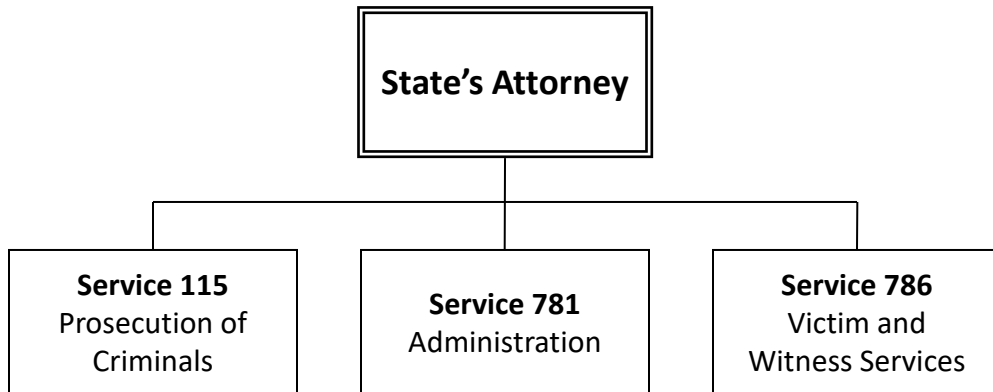 State’s Attorney
Service 115
Prosecution of
Criminals
Service 781
Administration
Service 786
Victim and
Witness Services